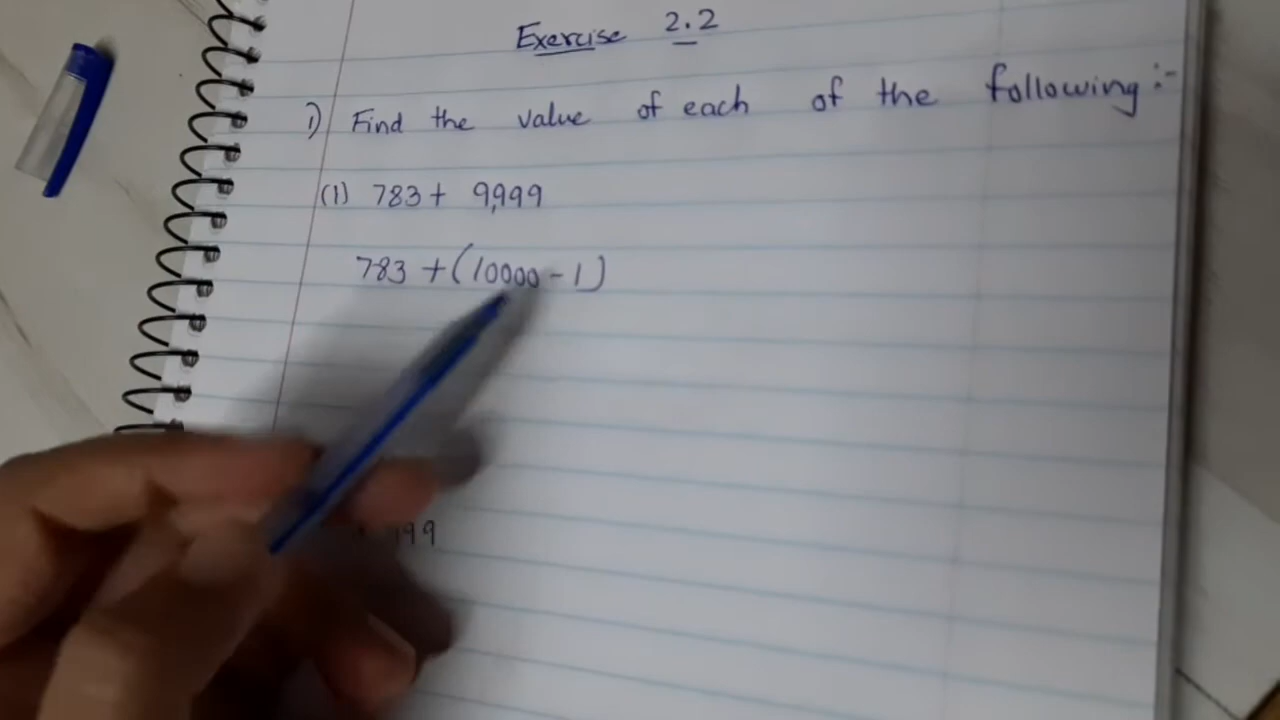 Exercise 2.2
1) Find the value of each of the following :-
(1) 783 + 9,999
783 + (10000 - 1)